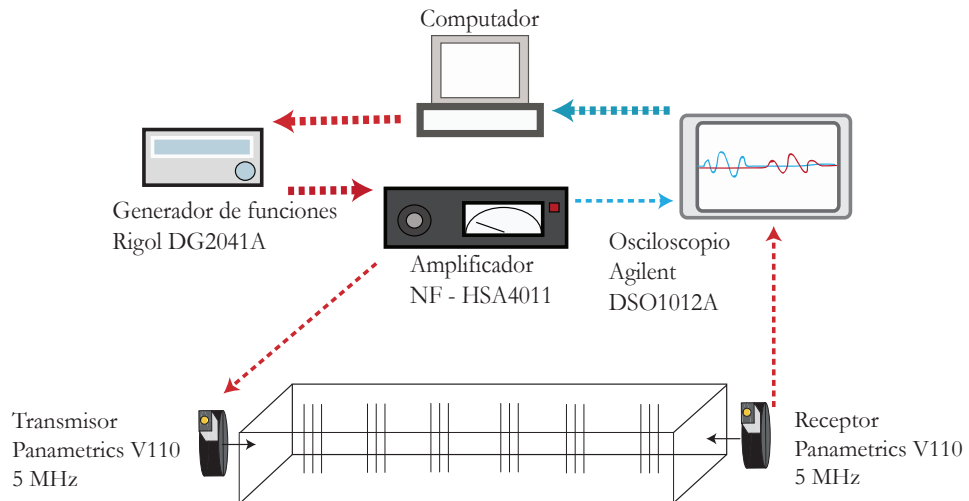 Computador
Generador de funciones
Rigol DG2041A
Amplificador
NF - HSA4011
Osciloscopio
Agilent
DSO1012A
Transmisor
Panametrics V110
5 MHz
Receptor
Panametrics V110
5 MHz